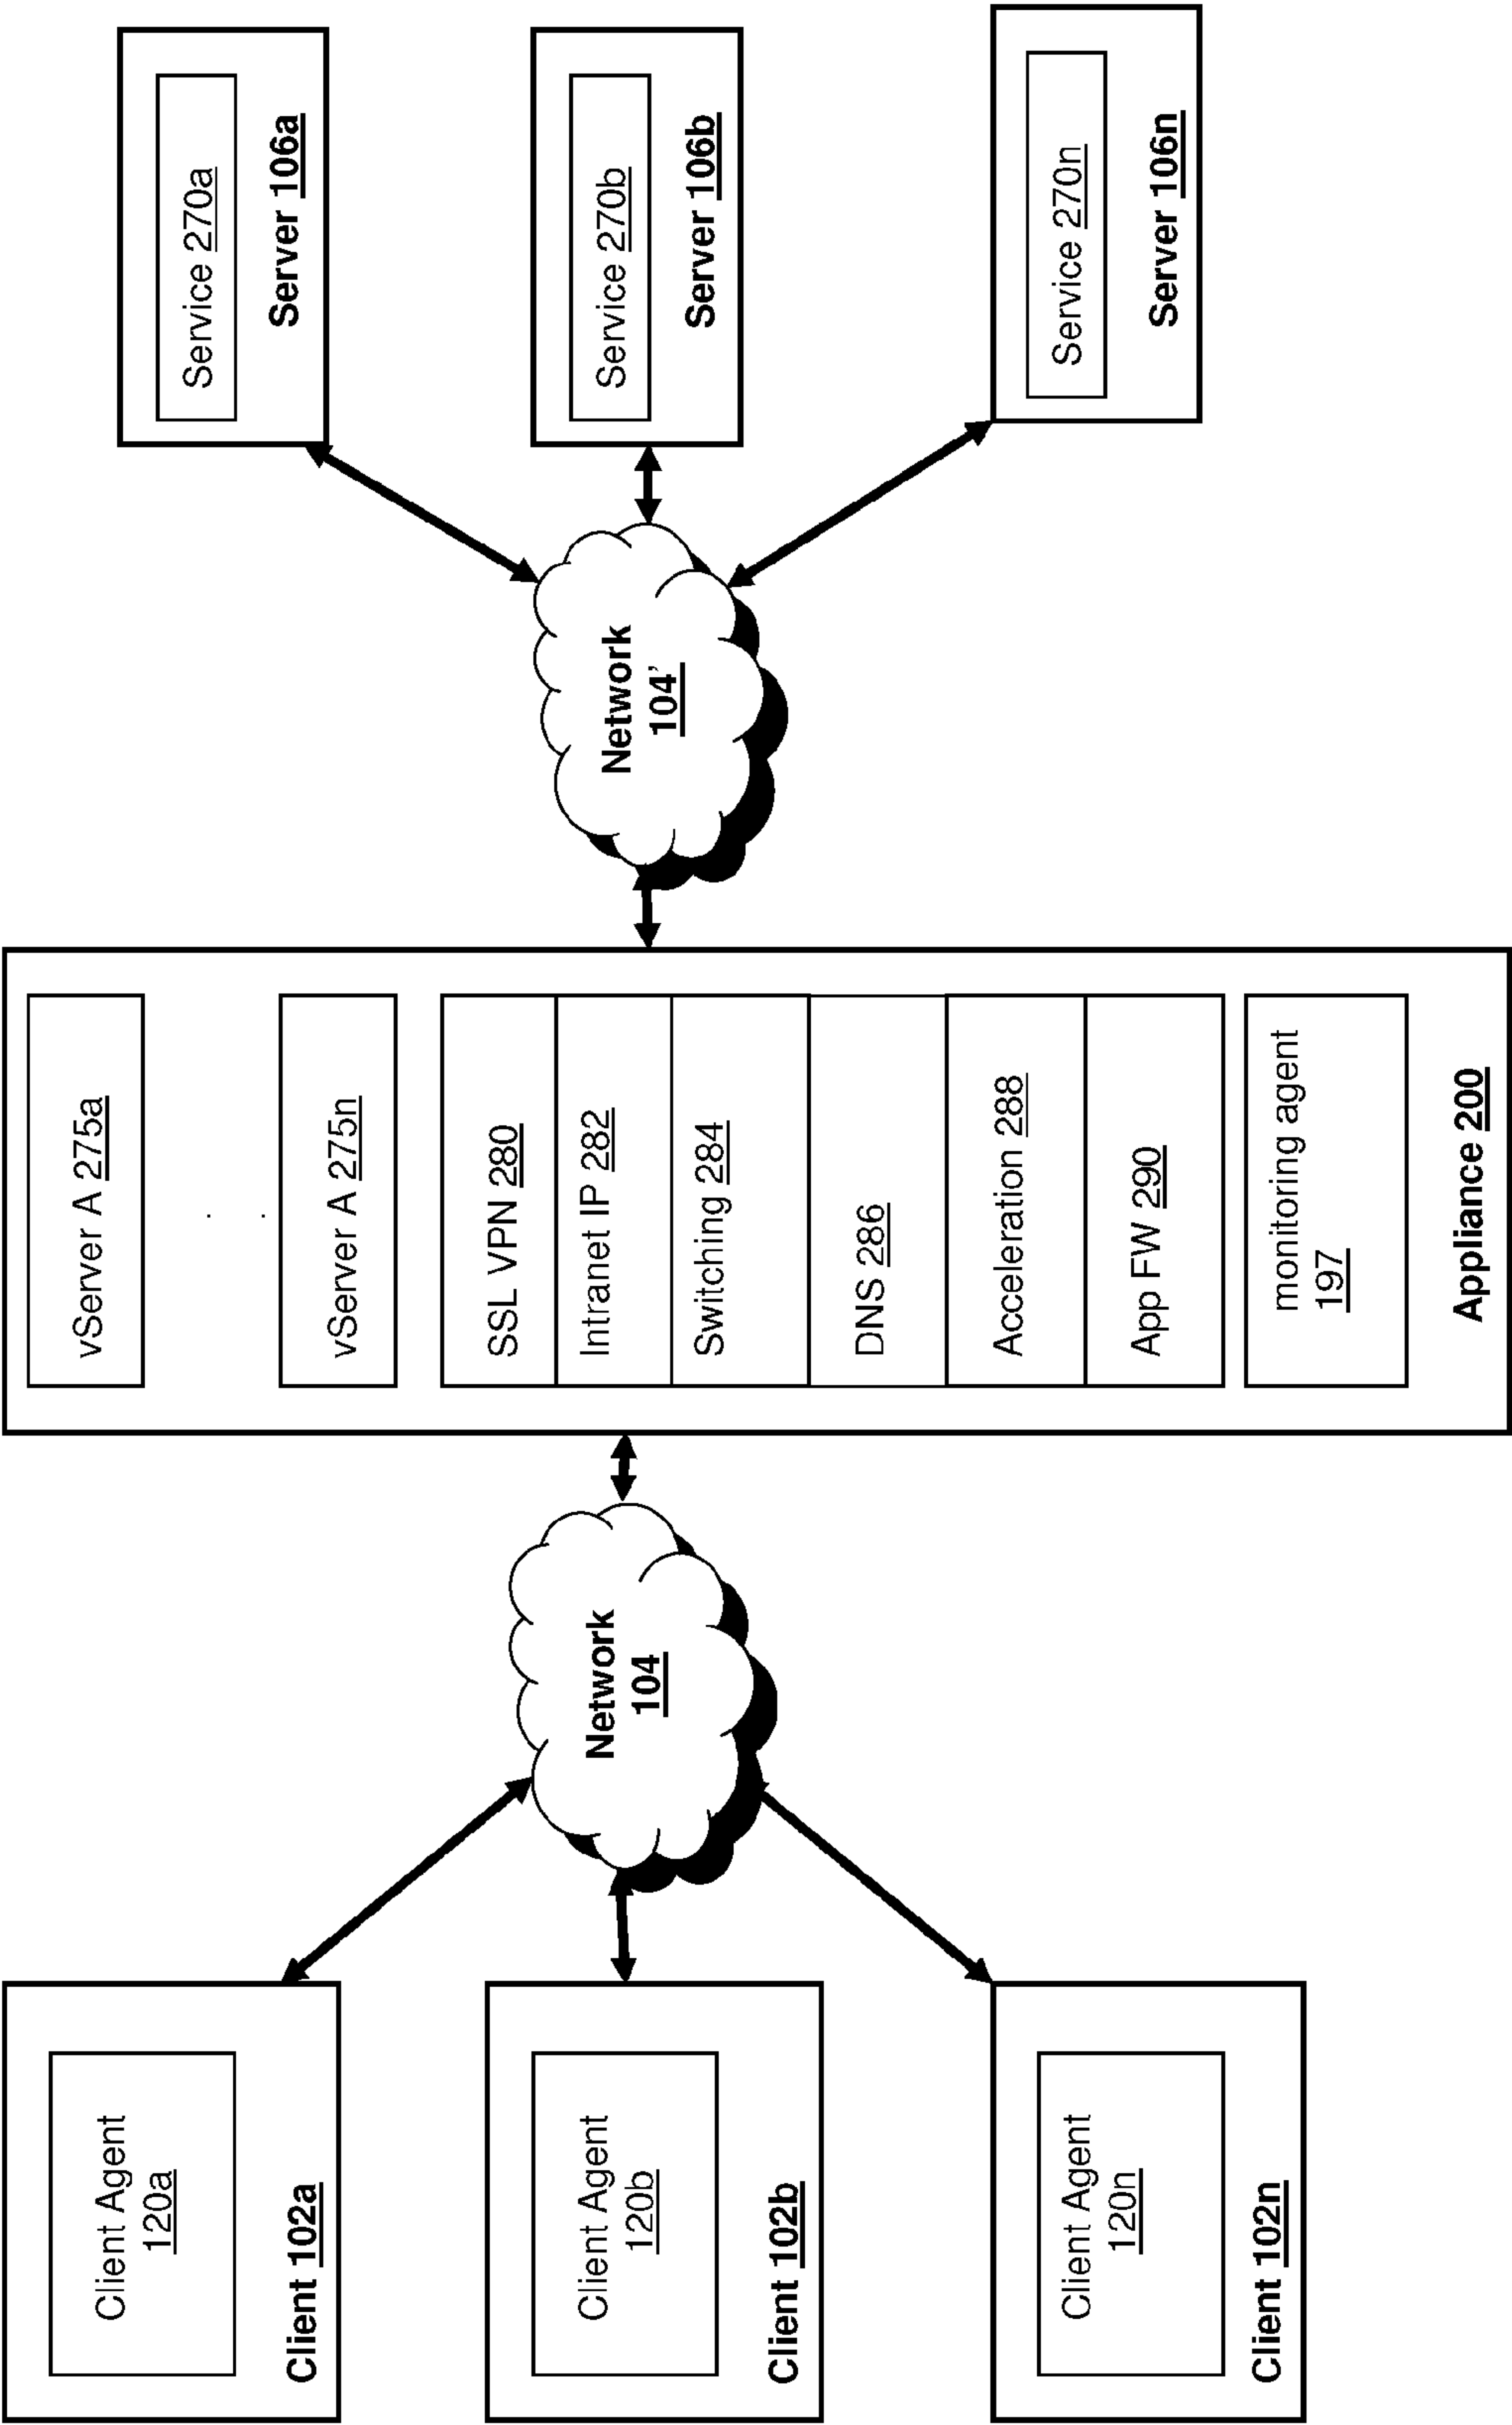 Client Agent
120a
Client 102a
Client Agent
120b
Client 102b
Client Agent
120n
Client 102n
Network
104
vServer A 275a
vServer A 275n
SSL VPN 280
Intranet IP 282
Switching 284
DNS 286
Acceleration 288
App FW 290
monitoring agent
197
Appliance 200
Network
104'
Service 270a
Server 106a
Service 270b
Server 106b
Service 270n
Server 106n